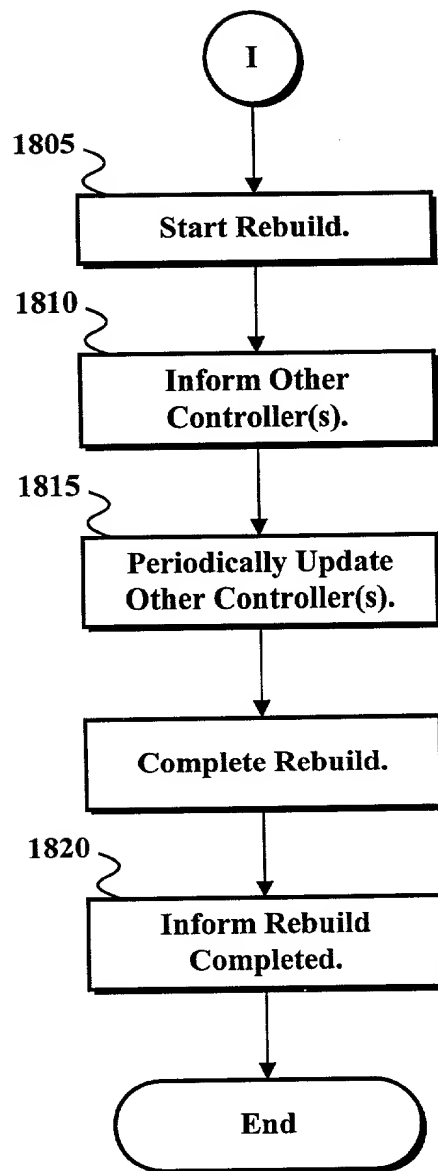 I
1805
Start Rebuild.
1810
Inform Other
Controller(s).
1815
Periodically Update
Other Controller(s).
Complete Rebuild.
1820
Inform Rebuild
Completed.
End